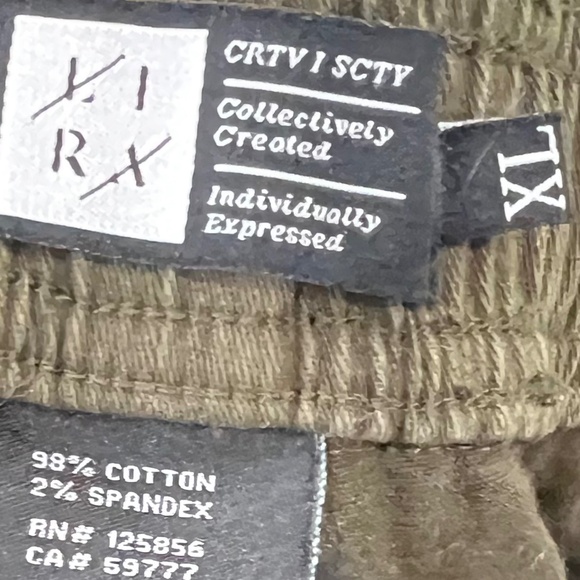 L I
R X
CRTV I SCTY
Collectively
Created
Individually
Expressed
XL
98% COTTON
2% SPANDEX
RN# 125856
CA# 59777